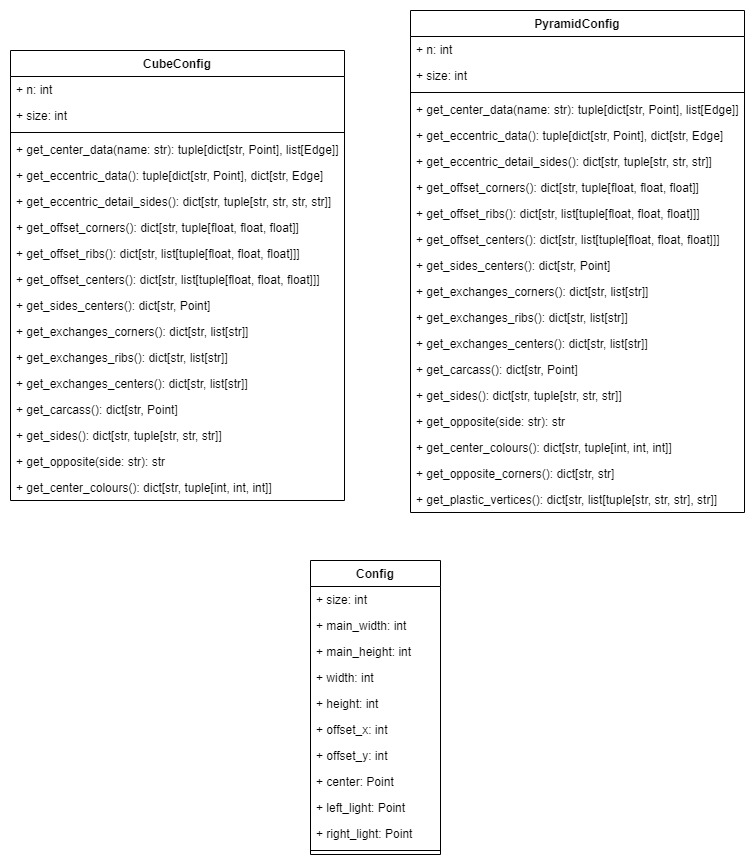 CubeConfig
+ n: int
+ size: int
+ get_center_data(name: str): tuple[dict[str, Point], list[Edge]]
+ get_eccentric_data(): tuple[dict[str, Point], dict[str, Edge]
+ get_eccentric_detail_sides(): dict[str, tuple[str, str, str, str]]
+ get_offset_corners(): dict[str, tuple[float, float, float]]
+ get_offset_ribs(): dict[str, list[tuple[float, float, float]]]
+ get_offset_centers(): dict[str, list[tuple[float, float, float]]]
+ get_sides_centers(): dict[str, Point]
+ get_exchanges_corners(): dict[str, list[str]]
+ get_exchanges_ribs(): dict[str, list[str]]
+ get_exchanges_centers(): dict[str, list[str]]
+ get_carcass(): dict[str, Point]
+ get_sides(): dict[str, tuple[str, str, str]]
+ get_opposite(side: str): str
+ get_center_colours(): dict[str, tuple[int, int, int]]
PyramidConfig
+ n: int
+ size: int
+ get_center_data(name: str): tuple[dict[str, Point], list[Edge]]
+ get_eccentric_data(): tuple[dict[str, Point], dict[str, Edge]
+ get_eccentric_detail_sides(): dict[str, tuple[str, str, str]]
+ get_offset_corners(): dict[str, tuple[float, float, float]]
+ get_offset_ribs(): dict[str, list[tuple[float, float, float]]]
+ get_offset_centers(): dict[str, list[tuple[float, float, float]]]
+ get_sides_centers(): dict[str, Point]
+ get_exchanges_corners(): dict[str, list[str]]
+ get_exchanges_ribs(): dict[str, list[str]]
+ get_exchanges_centers(): dict[str, list[str]]
+ get_carcass(): dict[str, Point]
+ get_sides(): dict[str, tuple[str, str, str]]
+ get_opposite(side: str): str
+ get_center_colours(): dict[str, tuple[int, int, int]]
+ get_opposite_corners(): dict[str, str]
+ get_plastic_vertices(): dict[str, list[tuple[str, str, str], str]]
Config
+ size: int
+ main_width: int
+ main_height: int
+ width: int
+ height: int
+ offset_x: int
+ offset_y: int
+ center: Point
+ left_light: Point
+ right_light: Point